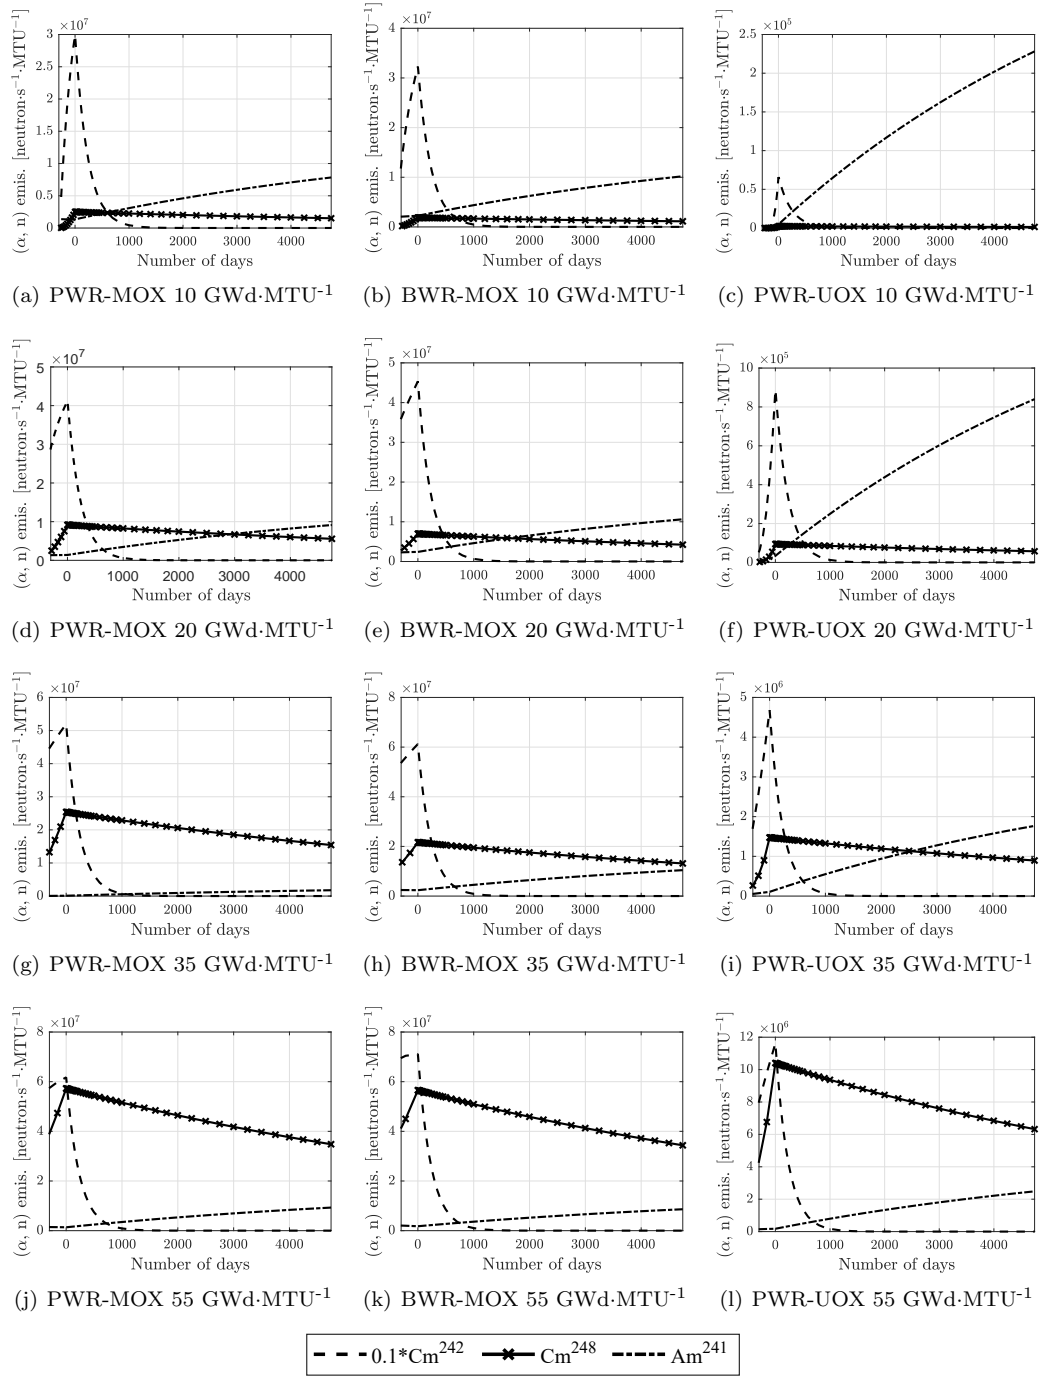 ×10⁷
3
2.5
2
1.5
1
0.5
0
0 1000 2000 3000 4000
Number of days
(α, n) emis. [neutron·s⁻¹·MTU⁻¹]
(a) PWR-MOX 10 GWd·MTU⁻¹
×10⁷
4
3
2
1
0
0 1000 2000 3000 4000
Number of days
(α, n) emis. [neutron·s⁻¹·MTU⁻¹]
(b) BWR-MOX 10 GWd·MTU⁻¹
×10⁵
2.5
2
1.5
1
0.5
0
0 1000 2000 3000 4000
Number of days
(α, n) emis. [neutron·s⁻¹·MTU⁻¹]
(c) PWR-UOX 10 GWd·MTU⁻¹
×10⁷
5
4
3
2
1
0
0 1000 2000 3000 4000
Number of days
(α, n) emis. [neutron·s⁻¹·MTU⁻¹]
(d) PWR-MOX 20 GWd·MTU⁻¹
×10⁷
5
4
3
2
1
0
0 1000 2000 3000 4000
Number of days
(α, n) emis. [neutron·s⁻¹·MTU⁻¹]
(e) BWR-MOX 20 GWd·MTU⁻¹
×10⁵
10
8
6
4
2
0
0 1000 2000 3000 4000
Number of days
(α, n) emis. [neutron·s⁻¹·MTU⁻¹]
(f) PWR-UOX 20 GWd·MTU⁻¹
×10⁷
6
5
4
3
2
1
0
0 1000 2000 3000 4000
Number of days
(α, n) emis. [neutron·s⁻¹·MTU⁻¹]
(g) PWR-MOX 35 GWd·MTU⁻¹
×10⁷
8
6
4
2
0
0 1000 2000 3000 4000
Number of days
(α, n) emis. [neutron·s⁻¹·MTU⁻¹]
(h) BWR-MOX 35 GWd·MTU⁻¹
×10⁶
5
4
3
2
1
0
0 1000 2000 3000 4000
Number of days
(α, n) emis. [neutron·s⁻¹·MTU⁻¹]
(i) PWR-UOX 35 GWd·MTU⁻¹
×10⁷
8
6
4
2
0
0 1000 2000 3000 4000
Number of days
(α, n) emis. [neutron·s⁻¹·MTU⁻¹]
(j) PWR-MOX 55 GWd·MTU⁻¹
×10⁷
8
6
4
2
0
0 1000 2000 3000 4000
Number of days
(α, n) emis. [neutron·s⁻¹·MTU⁻¹]
(k) BWR-MOX 55 GWd·MTU⁻¹
×10⁶
12
10
8
6
4
2
0
0 1000 2000 3000 4000
Number of days
(α, n) emis. [neutron·s⁻¹·MTU⁻¹]
(l) PWR-UOX 55 GWd·MTU⁻¹
0.1*Cm²⁴² Cm²⁴⁸ Am²⁴¹